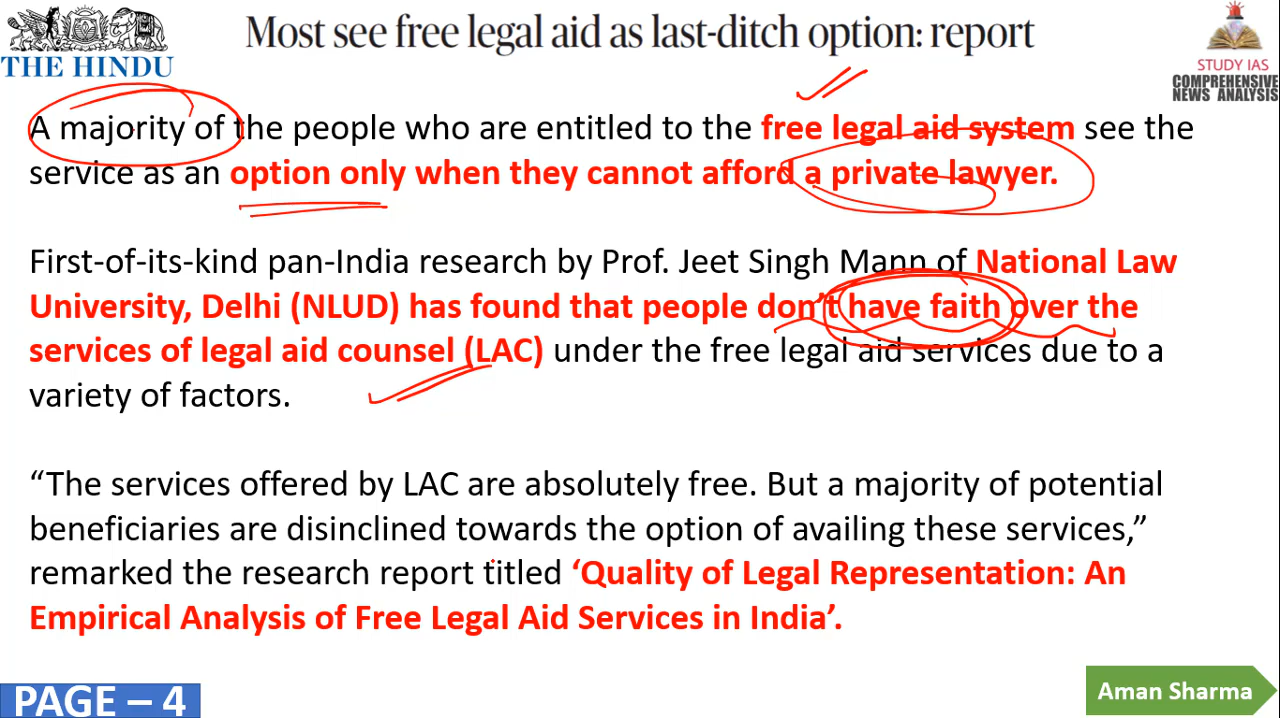 Most see free legal aid as last-ditch option: report
THE HINDU
STUDY IAS
COMPREHENSIVE
NEWS ANALYSIS
A majority of the people who are entitled to the free legal aid system see the
service as an option only when they cannot afford a private lawyer.
First-of-its-kind pan-India research by Prof. Jeet Singh Mann of National Law
University, Delhi (NLUD) has found that people don't have faith over the
services of legal aid counsel (LAC) under the free legal aid services due to a
variety of factors.
“The services offered by LAC are absolutely free. But a majority of potential
beneficiaries are disinclined towards the option of availing these services,”
remarked the research report titled ‘Quality of Legal Representation: An
Empirical Analysis of Free Legal Aid Services in India’.
PAGE – 4
Aman Sharma